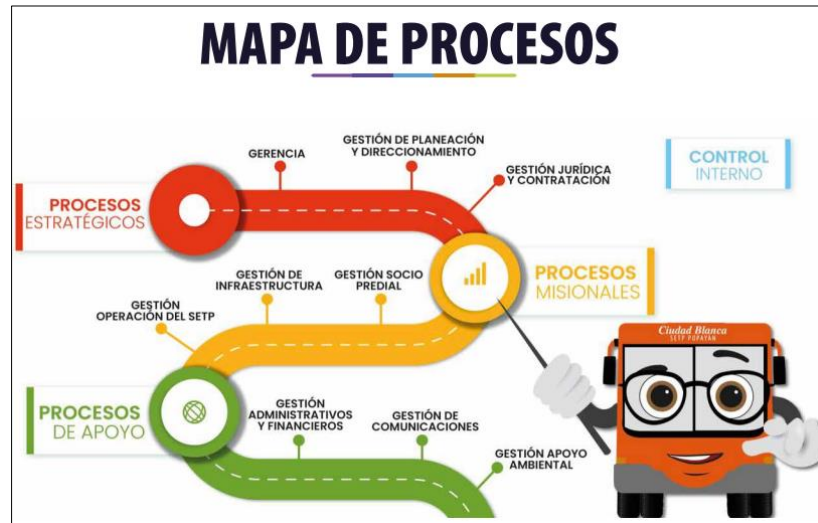 MAPA DE PROCESOS
GERENCIA
GESTIÓN DE PLANEACIÓN
Y DIRECCIONAMIENTO
GESTIÓN JURÍDICA
Y CONTRATACIÓN
CONTROL
INTERNO
PROCESOS
ESTRATÉGICOS
GESTIÓN
OPERACIÓN DEL SETP
GESTIÓN DE
INFRAESTRUCTURA
GESTIÓN SOCIO
PREDIAL
PROCESOS
MISIONALES
Ciudad Blanca
SETP POPAYÁN
PROCESOS
DE APOYO
GESTIÓN
ADMINISTRATIVOS
Y FINANCIEROS
GESTIÓN DE
COMUNICACIONES
GESTIÓN APOYO
AMBIENTAL